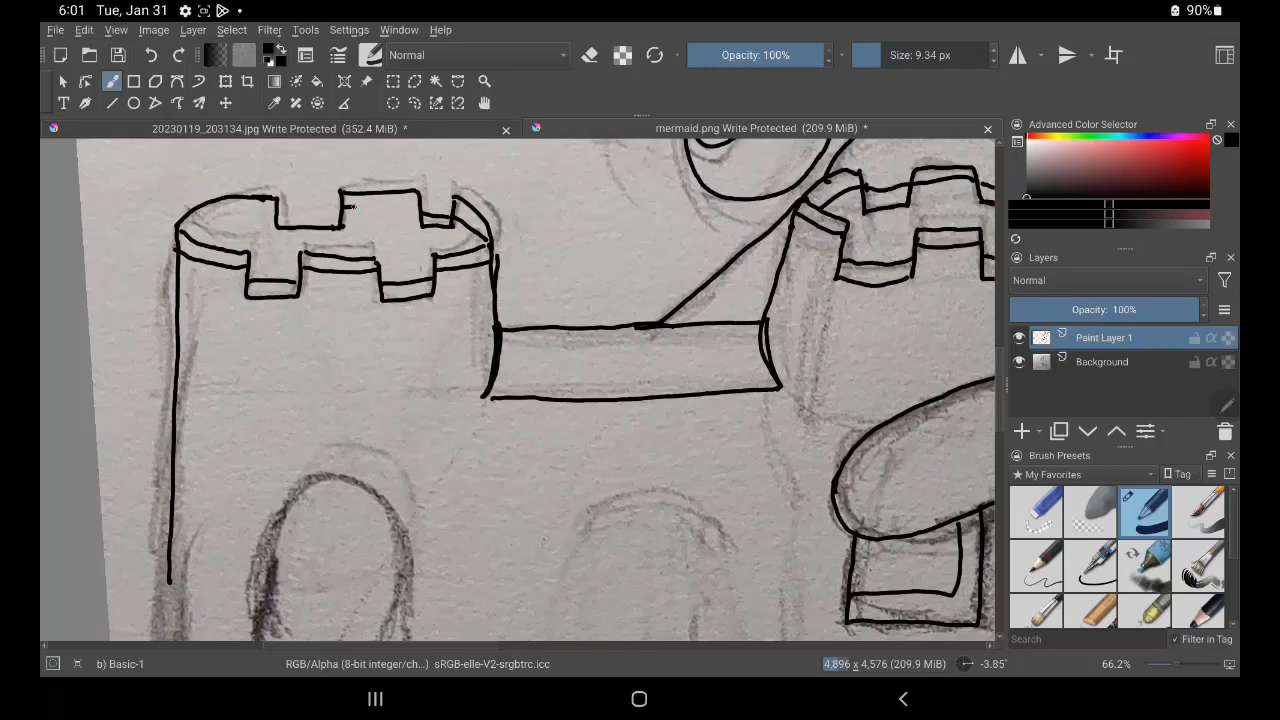 6:01 Tue, Jan 31
90%
File Edit View Image Layer Select Filter Tools Settings Window Help
Normal
Opacity: 100%
Size: 9.34 px
20230119_203134.jpg Write Protected (352.4 MiB) *
mermaid.png Write Protected (209.9 MiB) *
Advanced Color Selector
Layers
Normal
Opacity: 100%
Paint Layer 1
Background
Brush Presets
★ My Favorites
Tag
Search
✓ Filter in Tag
b) Basic-1
RGB/Alpha (8-bit integer/ch...) sRGB-elle-V2-srgbtrc.icc
4,896 x 4,576 (209.9 MiB)
-3.85°
66.2%